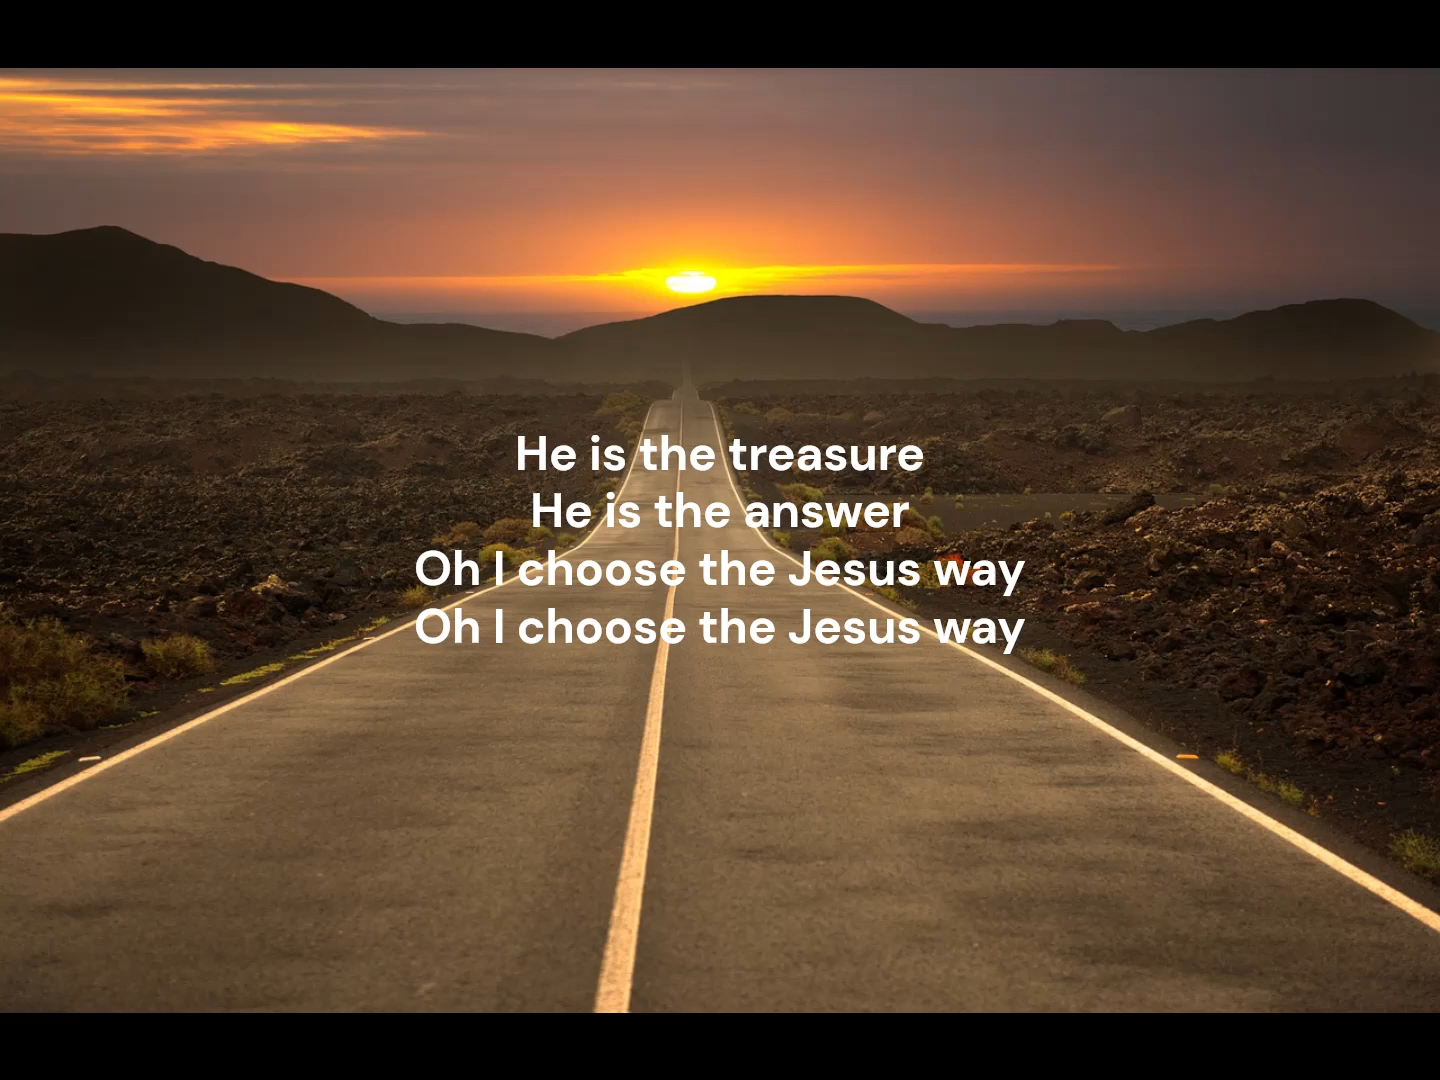 He is the treasure
He is the answer
Oh I choose the Jesus way
Oh I choose the Jesus way